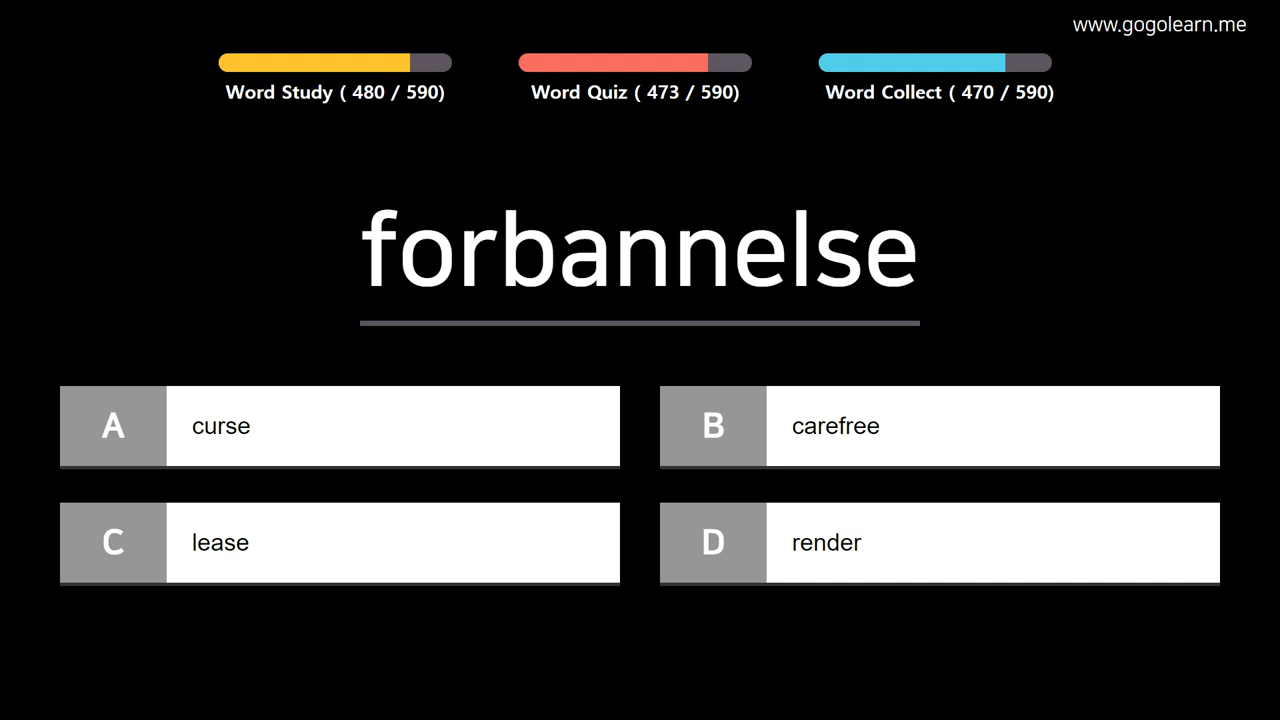 www.gogolearn.me
Word Study ( 480 / 590)
Word Quiz ( 473 / 590)
Word Collect ( 470 / 590)
forbannelse
A curse
B carefree
C lease
D render